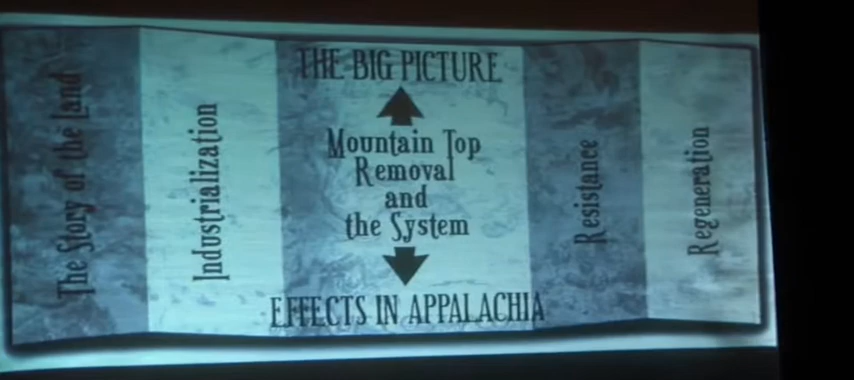 The Story of the Land
Industrialization
THE BIG PICTURE
Mountain Top
Removal
and
the System
EFFECTS IN APPALACHIA
Resistance
Regeneration